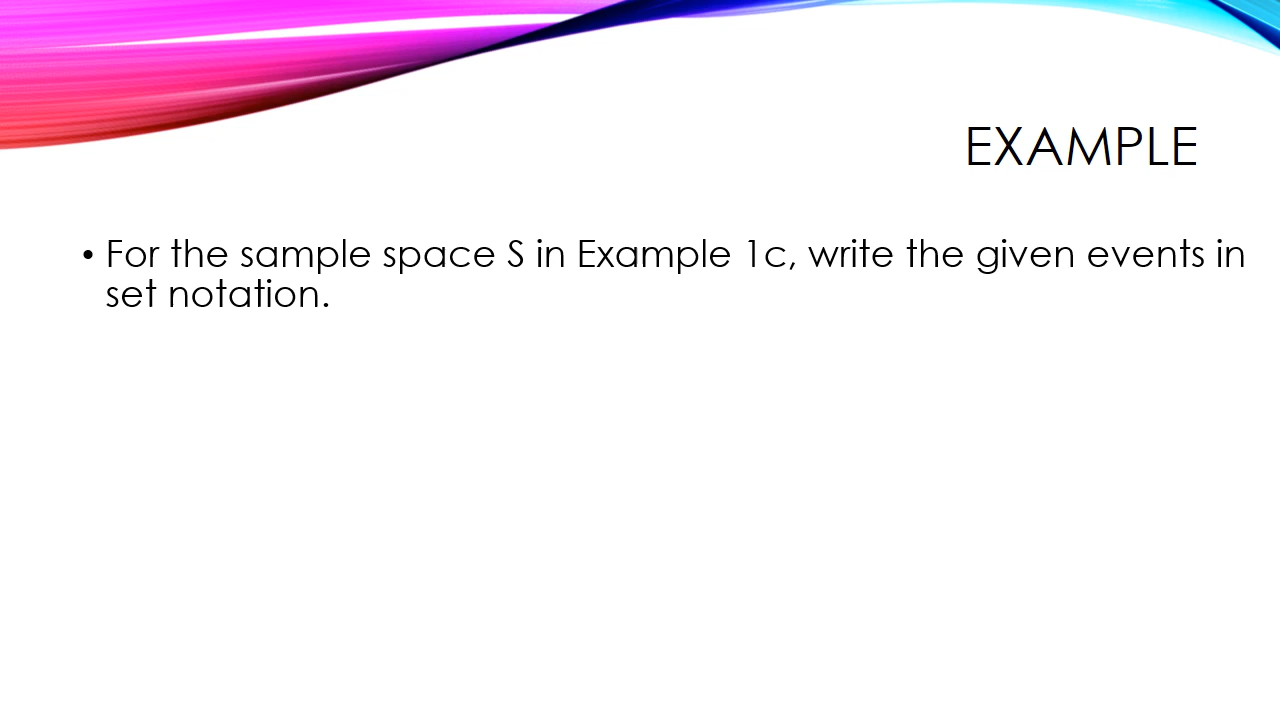 EXAMPLE
• For the sample space S in Example 1c, write the given events in
set notation.